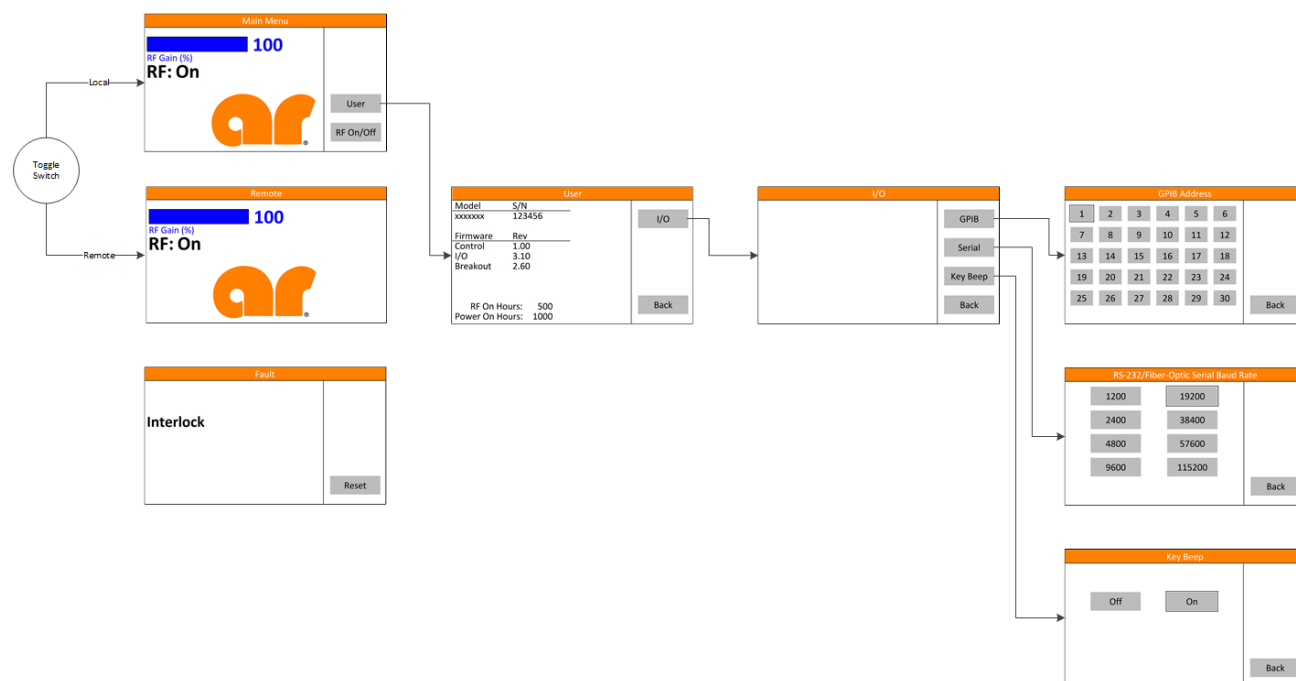 Main Menu
100
RF Gain (%)
RF: On
ar
User
RF On/Off
Local
Toggle
Switch
Remote
Remote
100
RF Gain (%)
RF: On
ar
Fault
Interlock
Reset
User
Model S/N
xxxxxxx 123456
Firmware Rev
Control 1.00
I/O 3.10
Breakout 2.60
RF On Hours: 500
Power On Hours: 1000
I/O
Back
I/O
GPIB
Serial
Key Beep
Back
GPIB Address
1 2 3 4 5 6
7 8 9 10 11 12
13 14 15 16 17 18
19 20 21 22 23 24
25 26 27 28 29 30
Back
RS-232/Fiber-Optic Serial Baud Rate
1200 19200
2400 38400
4800 57600
9600 115200
Back
Key Beep
Off On
Back